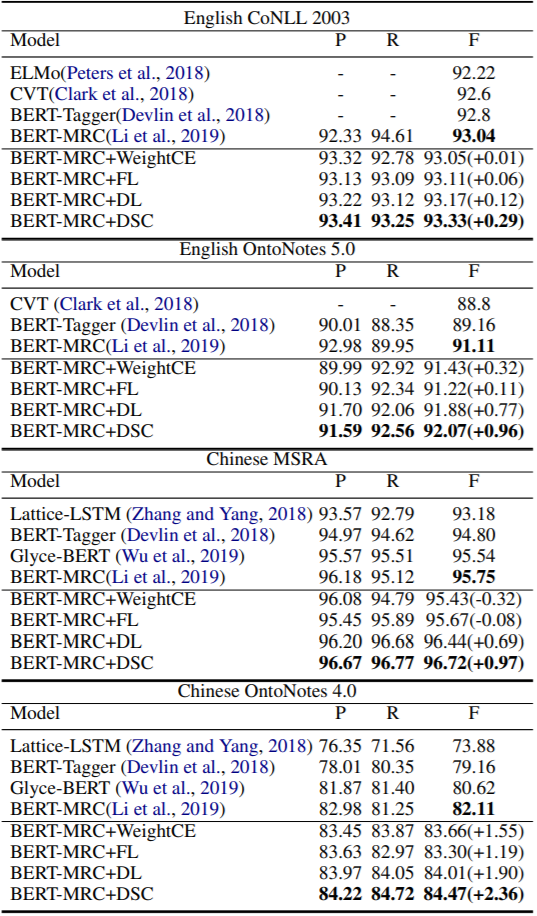 English CoNLL 2003
Model P R F
ELMo(Peters et al., 2018) - - 92.22
CVT(Clark et al., 2018) - - 92.6
BERT-Tagger(Devlin et al., 2018) - - 92.8
BERT-MRC(Li et al., 2019) 92.33 94.61 93.04
BERT-MRC+WeightCE 93.32 92.78 93.05(+0.01)
BERT-MRC+FL 93.13 93.09 93.11(+0.06)
BERT-MRC+DL 93.22 93.12 93.17(+0.12)
BERT-MRC+DSC 93.41 93.25 93.33(+0.29)
English OntoNotes 5.0
Model P R F
CVT (Clark et al., 2018) - - 88.8
BERT-Tagger (Devlin et al., 2018) 90.01 88.35 89.16
BERT-MRC(Li et al., 2019) 92.98 89.95 91.11
BERT-MRC+WeightCE 89.99 92.92 91.43(+0.32)
BERT-MRC+FL 90.13 92.34 91.22(+0.11)
BERT-MRC+DL 91.70 92.06 91.88(+0.77)
BERT-MRC+DSC 91.59 92.56 92.07(+0.96)
Chinese MSRA
Model P R F
Lattice-LSTM (Zhang and Yang, 2018) 93.57 92.79 93.18
BERT-Tagger (Devlin et al., 2018) 94.97 94.62 94.80
Glyce-BERT (Wu et al., 2019) 95.57 95.51 95.54
BERT-MRC(Li et al., 2019) 96.18 95.12 95.75
BERT-MRC+WeightCE 96.08 94.79 95.43(-0.32)
BERT-MRC+FL 95.45 95.89 95.67(-0.08)
BERT-MRC+DL 96.20 96.68 96.44(+0.69)
BERT-MRC+DSC 96.67 96.77 96.72(+0.97)
Chinese OntoNotes 4.0
Model P R F
Lattice-LSTM (Zhang and Yang, 2018) 76.35 71.56 73.88
BERT-Tagger (Devlin et al., 2018) 78.01 80.35 79.16
Glyce-BERT (Wu et al., 2019) 81.87 81.40 80.62
BERT-MRC(Li et al., 2019) 82.98 81.25 82.11
BERT-MRC+WeightCE 83.45 83.87 83.66(+1.55)
BERT-MRC+FL 83.63 82.97 83.30(+1.19)
BERT-MRC+DL 83.97 84.05 84.01(+1.90)
BERT-MRC+DSC 84.22 84.72 84.47(+2.36)